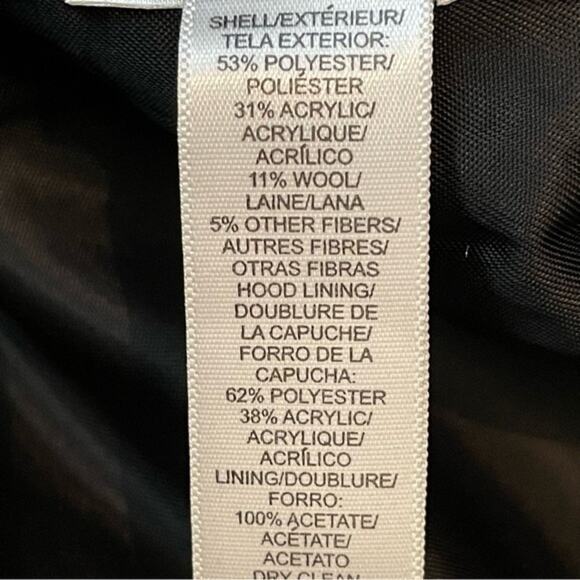 SHELL/EXTÉRIEUR/
TELA EXTERIOR:
53% POLYESTER/
POLIÉSTER
31% ACRYLIC/
ACRYLIQUE/
ACRÍLICO
11% WOOL/
LAINE/LANA
5% OTHER FIBERS/
AUTRES FIBRES/
OTRAS FIBRAS
HOOD LINING/
DOUBLURE DE
LA CAPUCHE/
FORRO DE LA
CAPUCHA:
62% POLYESTER
38% ACRYLIC/
ACRYLIQUE/
ACRÍLICO
LINING/DOUBLURE/
FORRO:
100% ACETATE/
ACÉTATE/
ACETATO
DRY CLEAN